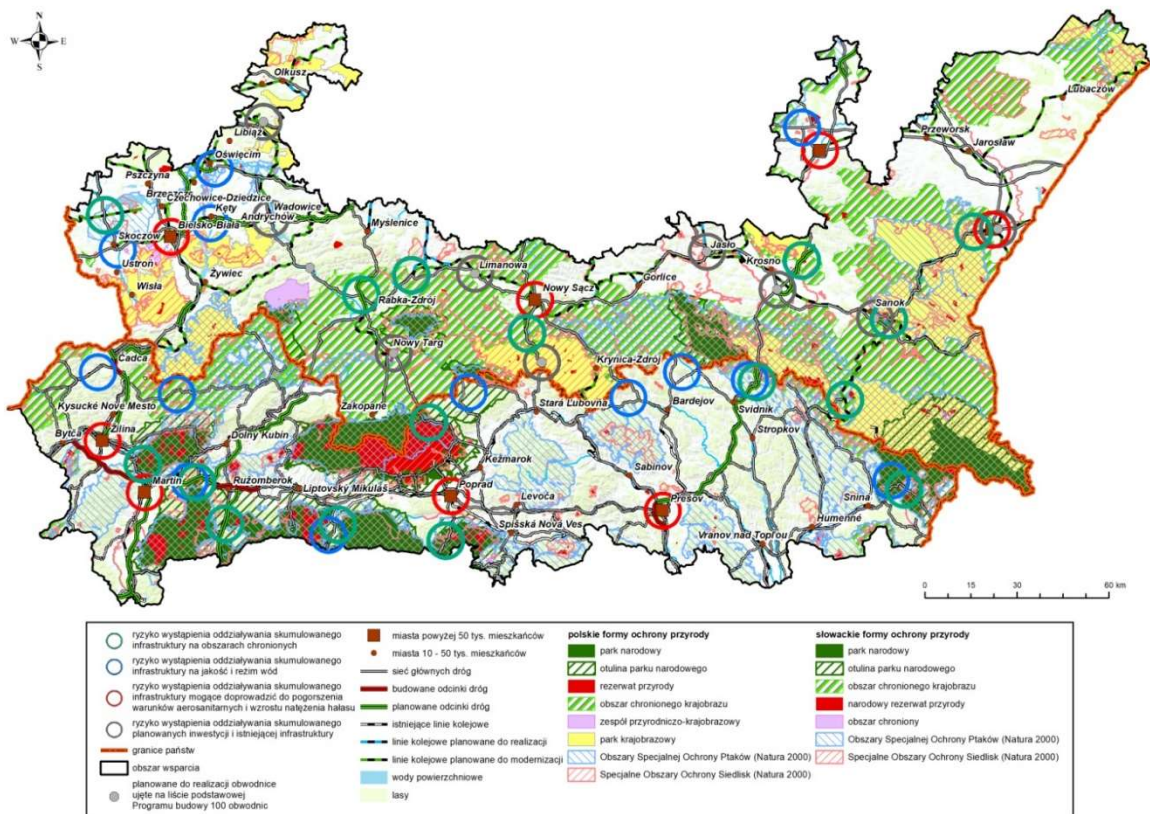 N
W E
S
Olkusz
Lubaczów
Libiąż
Przeworsk
Jarosław
Oświęcim
Pszczyna
Brzeszcze
Czechowice-Dziedzice
Kęty
Wadowice
Andrychów
Skoczów
Bielsko-Biała
Myślenice
Ustroń
Limanowa
Jasło
Krosno
Gorlice
Wisła
Żywiec
Rabka-Zdrój
Nowy Sącz
Sanok
Nowy Targ
Krynica-Zdrój
Čadca
Kysucké Nové Mesto
Zakopane
Stará Ľubovňa
Bardejov
Svidník
Bytča
Žilina
Dolný Kubín
Stropkov
Kežmarok
Sabinov
Martin
Ružomberok
Liptovský Mikuláš
Poprad
Levoča
Prešov
Snina
Spišská Nová Ves
Humenné
Vranov nad Topľou
0 15 30 60 km
ryzyko wystąpienia oddziaływania skumulowanego
infrastruktury na obszarach chronionych
ryzyko wystąpienia oddziaływania skumulowanego
infrastruktury na jakość i reżim wód
ryzyko wystąpienia oddziaływania skumulowanego
infrastruktury mogące doprowadzić do pogorszenia
warunków aerosanitarnych i wzrostu natężenia hałasu
ryzyko wystąpienia oddziaływania skumulowanego
planowanych inwestycji i istniejącej infrastruktury
granice państw
obszar wsparcia
planowane do realizacji obwodnice
ujęte na liście podstawowej
Programu budowy 100 obwodnic
miasta powyżej 50 tys. mieszkańców
miasta 10 - 50 tys. mieszkańców
sieć głównych dróg
budowane odcinki dróg
planowane odcinki dróg
istniejące linie kolejowe
linie kolejowe planowane do realizacji
linie kolejowe planowane do modernizacji
wody powierzchniowe
lasy
polskie formy ochrony przyrody
park narodowy
otulina parku narodowego
rezerwat przyrody
obszar chronionego krajobrazu
zespół przyrodniczo-krajobrazowy
park krajobrazowy
Obszary Specjalnej Ochrony Ptaków (Natura 2000)
Specjalne Obszary Ochrony Siedlisk (Natura 2000)
słowackie formy ochrony przyrody
park narodowy
otulina parku narodowego
obszar chronionego krajobrazu
narodowy rezerwat przyrody
obszar chroniony
Obszary Specjalnej Ochrony Ptaków (Natura 2000)
Specjalne Obszary Ochrony Siedlisk (Natura 2000)